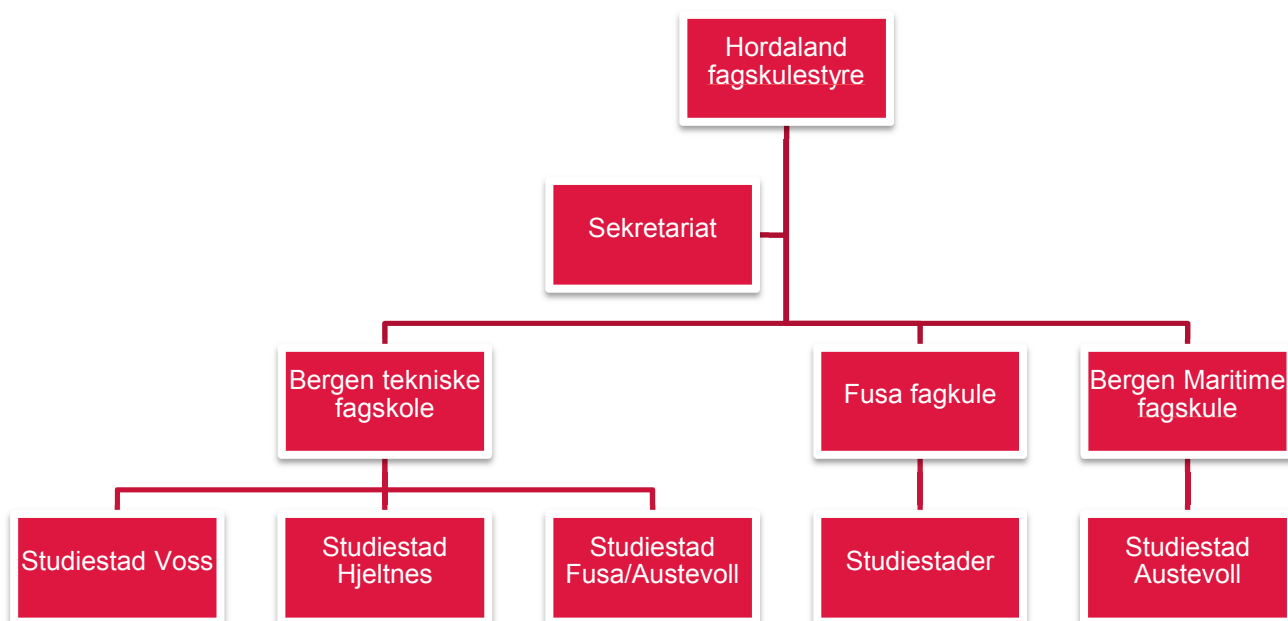 Hordaland
fagskulestyre
Sekretariat
Bergen tekniske
fagskole
Fusa fagkule
Bergen Maritime
fagskule
Studiestad Voss
Studiestad
Hjeltnes
Studiestad
Fusa/Austevoll
Studiestader
Studiestad
Austevoll